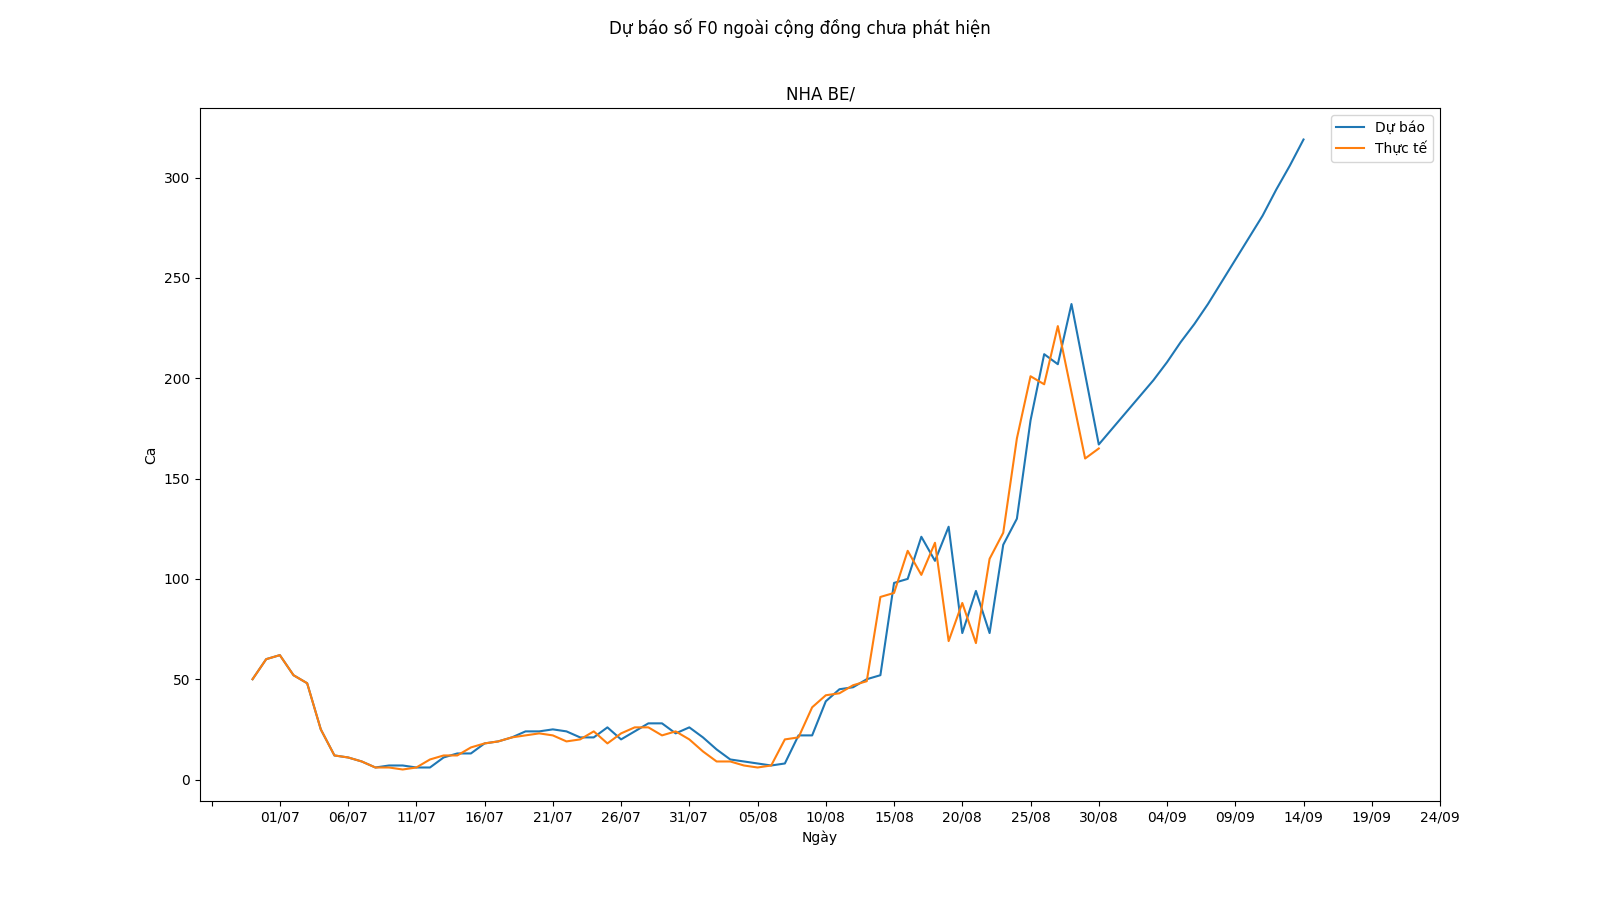 Dự báo số F0 ngoài cộng đồng chưa phát hiện
NHA BE/
Dự báo
Thực tế
300
250
200
150
100
50
0
Ca
01/07 06/07 11/07 16/07 21/07 26/07 31/07 05/08 10/08 15/08 20/08 25/08 30/08 04/09 09/09 14/09 19/09 24/09
Ngày